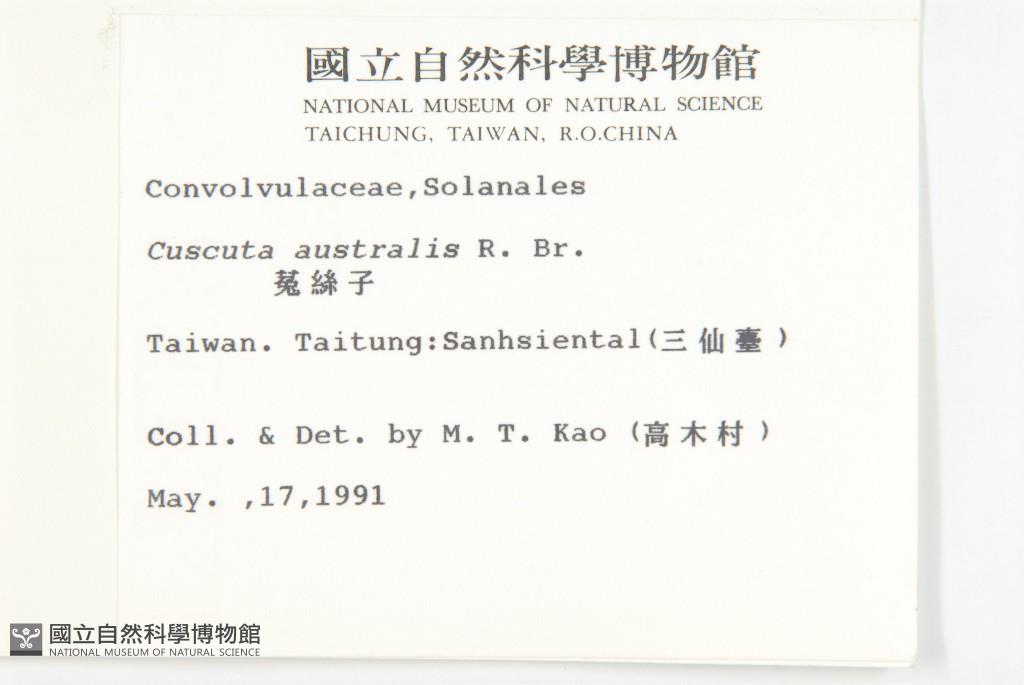 國立自然科學博物館
NATIONAL MUSEUM OF NATURAL SCIENCE
TAICHUNG, TAIWAN, R.O.CHINA
Convolvulaceae,Solanales
Cuscuta australis R. Br.
菟絲子
Taiwan. Taitung:Sanhsiental(三仙臺)
Coll. & Det. by M. T. Kao (高木村)
May. ,17,1991
國立自然科學博物館
NATIONAL MUSEUM OF NATURAL SCIENCE